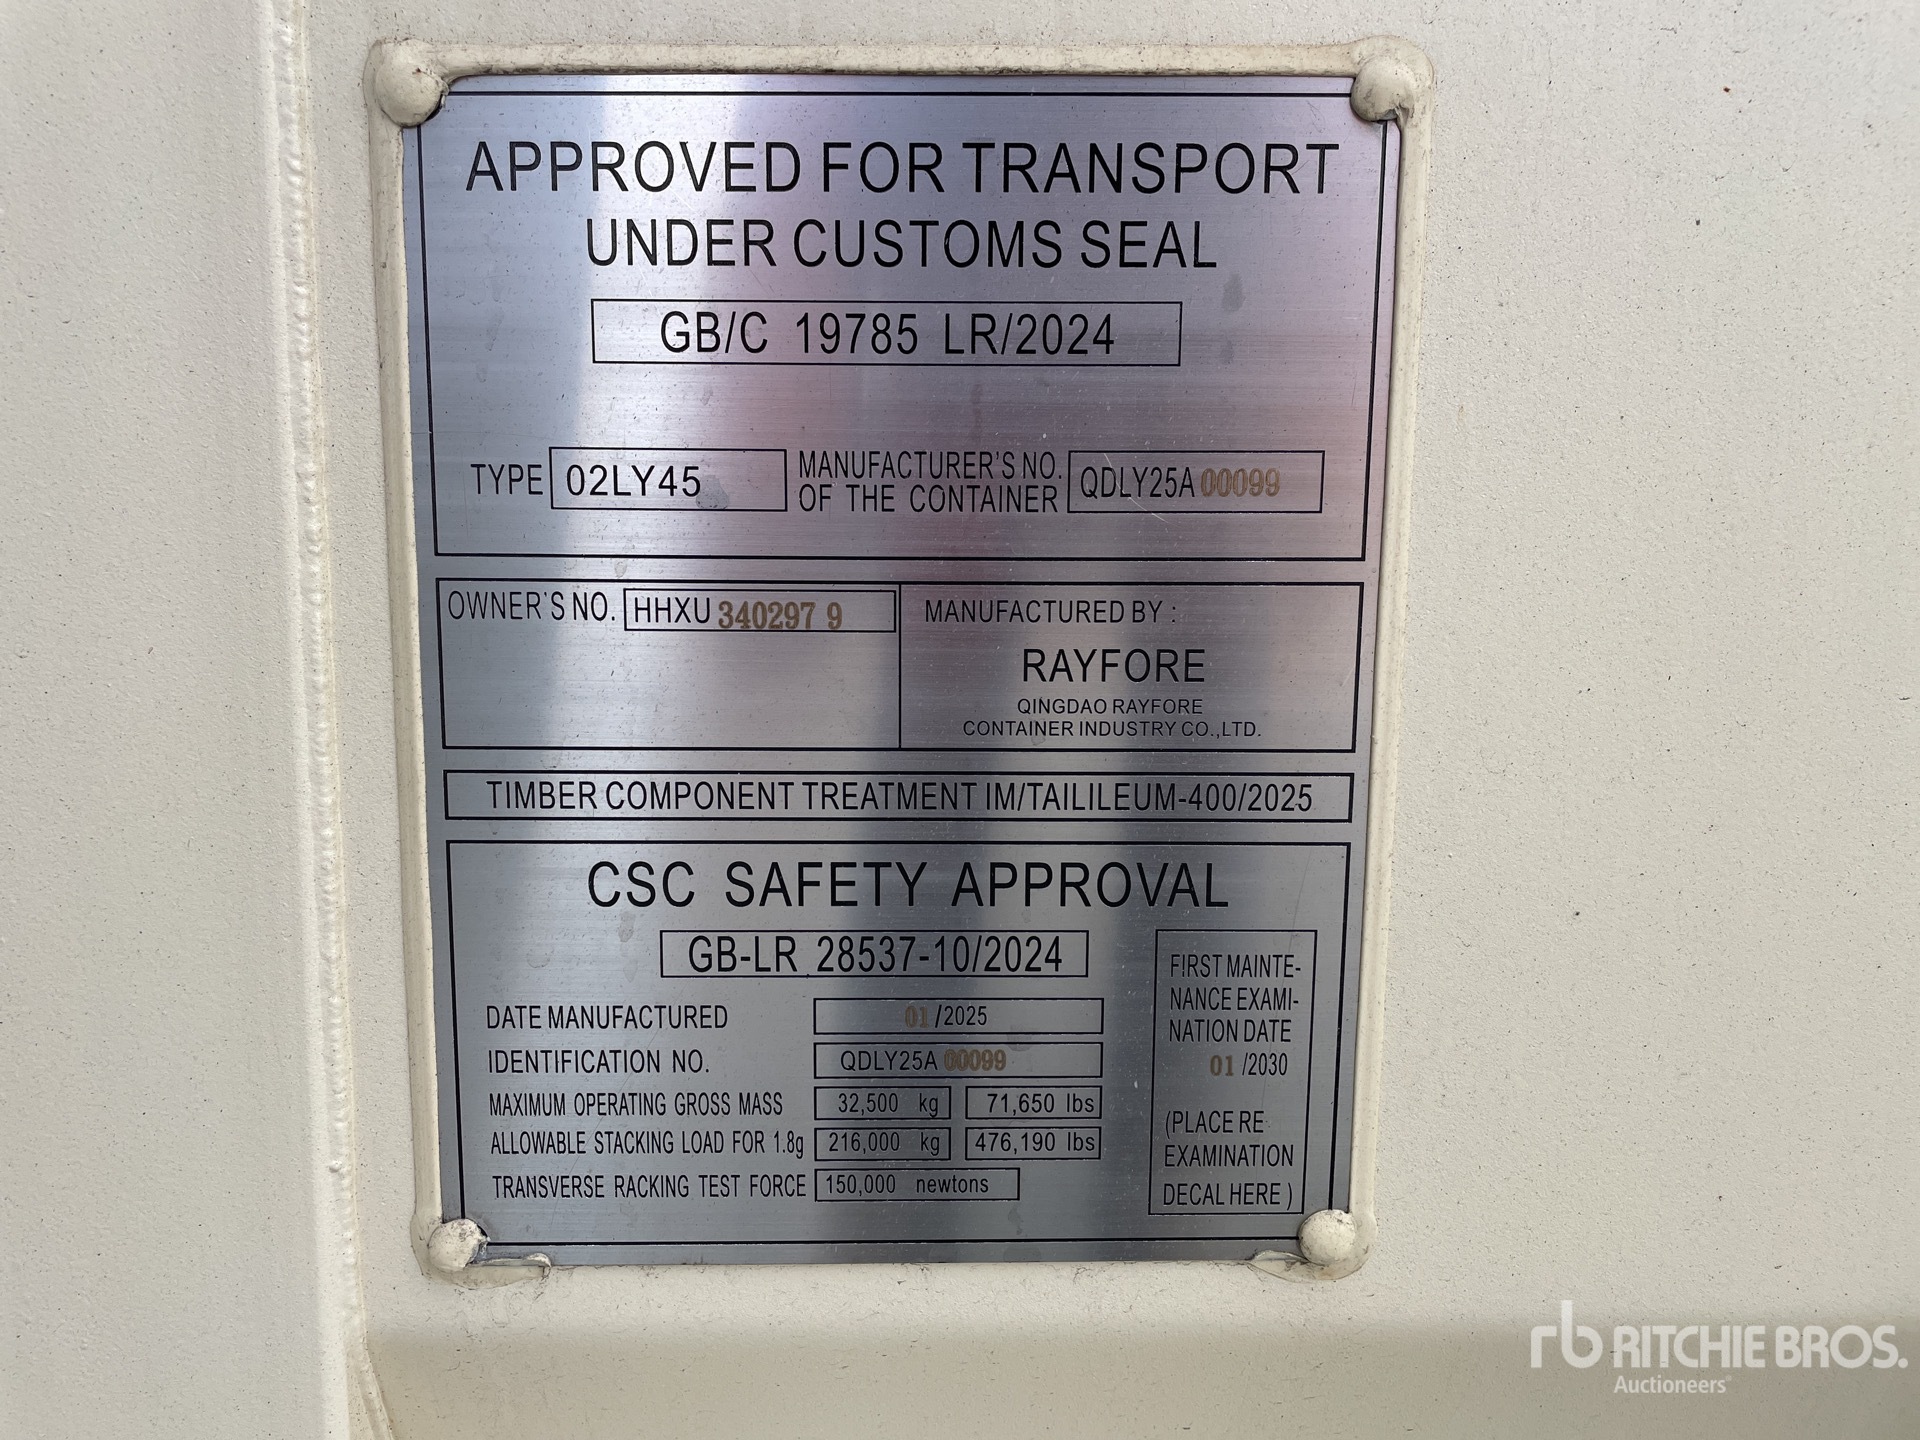 APPROVED FOR TRANSPORT
UNDER CUSTOMS SEAL
GB/C 19785 LR/2024
TYPE 02LY45 MANUFACTURER'S NO. OF THE CONTAINER QDLY25A 00099
OWNER'S NO. HHXU 340297 9
MANUFACTURED BY :
RAYFORE
QINGDAO RAYFORE
CONTAINER INDUSTRY CO.,LTD.
TIMBER COMPONENT TREATMENT IM/TAILILEUM-400/2025
CSC SAFETY APPROVAL
GB-LR 28537-10/2024
DATE MANUFACTURED 01/2025
IDENTIFICATION NO. QDLY25A 00099
MAXIMUM OPERATING GROSS MASS 32,500 kg 71,650 lbs
ALLOWABLE STACKING LOAD FOR 1.8g 216,000 kg 476,190 lbs
TRANSVERSE RACKING TEST FORCE 150,000 newtons
FIRST MAINTE-
NANCE EXAMI-
NATION DATE
01 /2030
(PLACE RE
EXAMINATION
DECAL HERE )
rb RITCHIE BROS.
Auctioneers